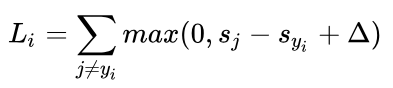 L_i = \sum_{j \neq y_i} max(0, s_j - s_{y_i} + \Delta)